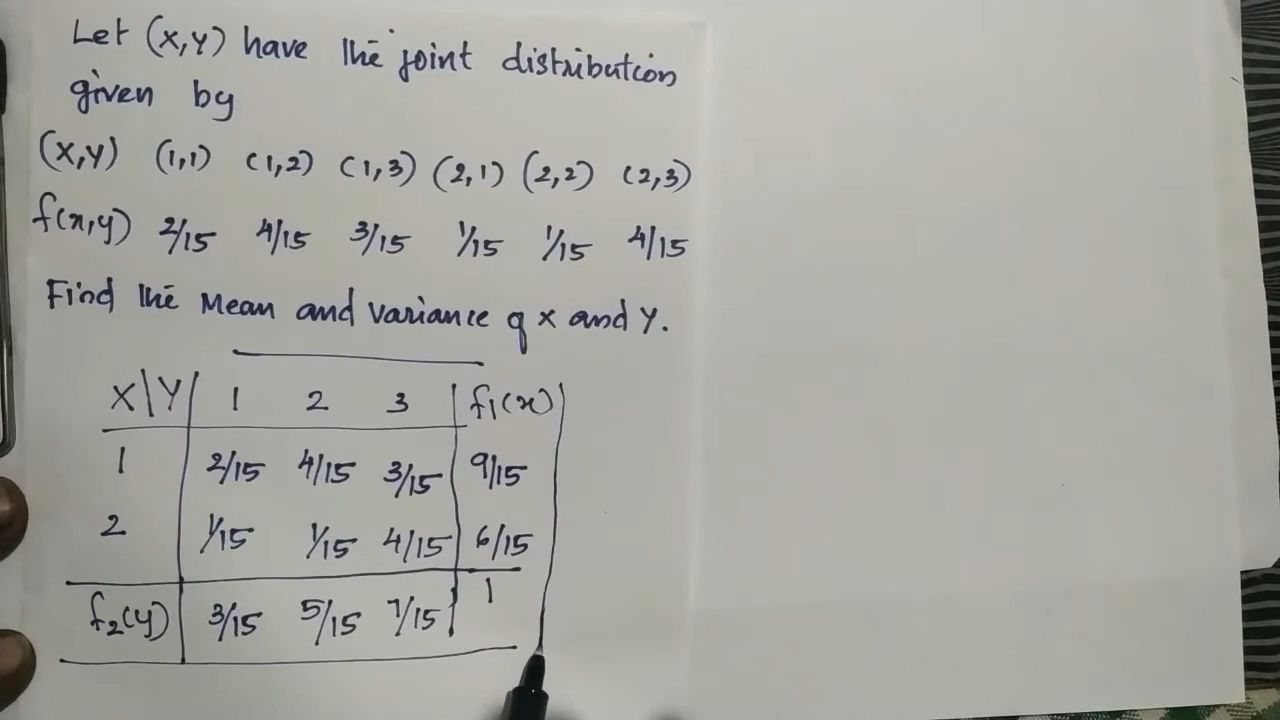 Let (X,Y) have the joint distribution
given by
(X,Y) (1,1) (1,2) (1,3) (2,1) (2,2) (2,3)
f(x,y) 2/15 4/15 3/15 1/15 1/15 4/15
Find the Mean and variance of X and Y.
X\Y 1 2 3 f1(x)
1 2/15 4/15 3/15 9/15
2 1/15 1/15 4/15 6/15
f2(y) 3/15 5/15 7/15 1